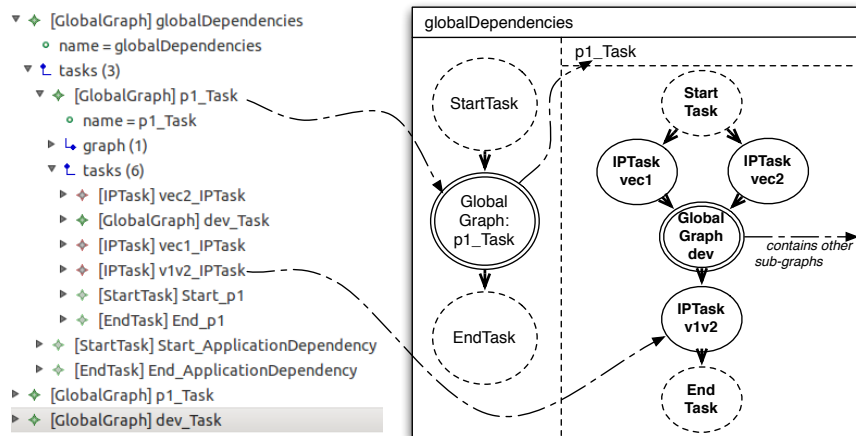 [GlobalGraph] globalDependencies
name = globalDependencies
tasks (3)
[GlobalGraph] p1_Task
name = p1_Task
graph (1)
tasks (6)
[IPTask] vec2_IPTask
[GlobalGraph] dev_Task
[IPTask] vec1_IPTask
[IPTask] v1v2_IPTask
[StartTask] Start_p1
[EndTask] End_p1
[StartTask] Start_ApplicationDependency
[EndTask] End_ApplicationDependency
[GlobalGraph] p1_Task
[GlobalGraph] dev_Task
globalDependencies
StartTask
Global
Graph:
p1_Task
EndTask
p1_Task
Start
Task
IPTask
vec1
IPTask
vec2
Global
Graph
dev
contains other
sub-graphs
IPTask
v1v2
End
Task